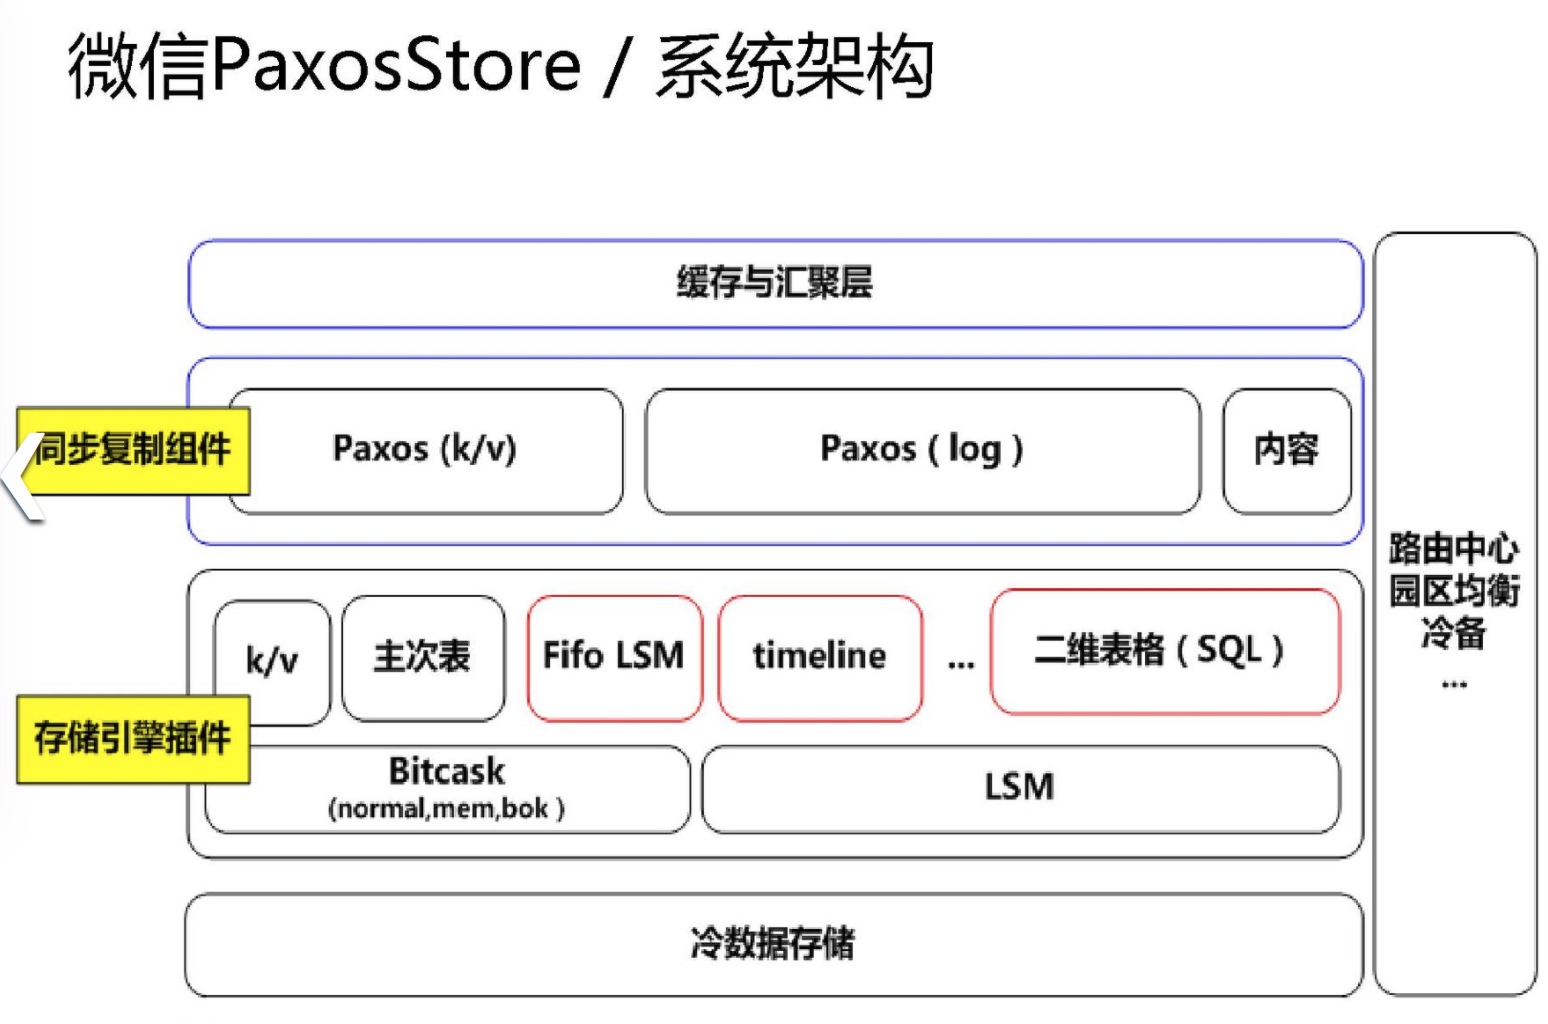 微信PaxosStore / 系统架构
缓存与汇聚层
同步复制组件
Paxos (k/v)
Paxos ( log )
内容
k/v
主次表
Fifo LSM
timeline
...
二维表格 ( SQL )
存储引擎插件
Bitcask
(normal,mem,bok )
LSM
冷数据存储
路由中心
园区均衡
冷备
...